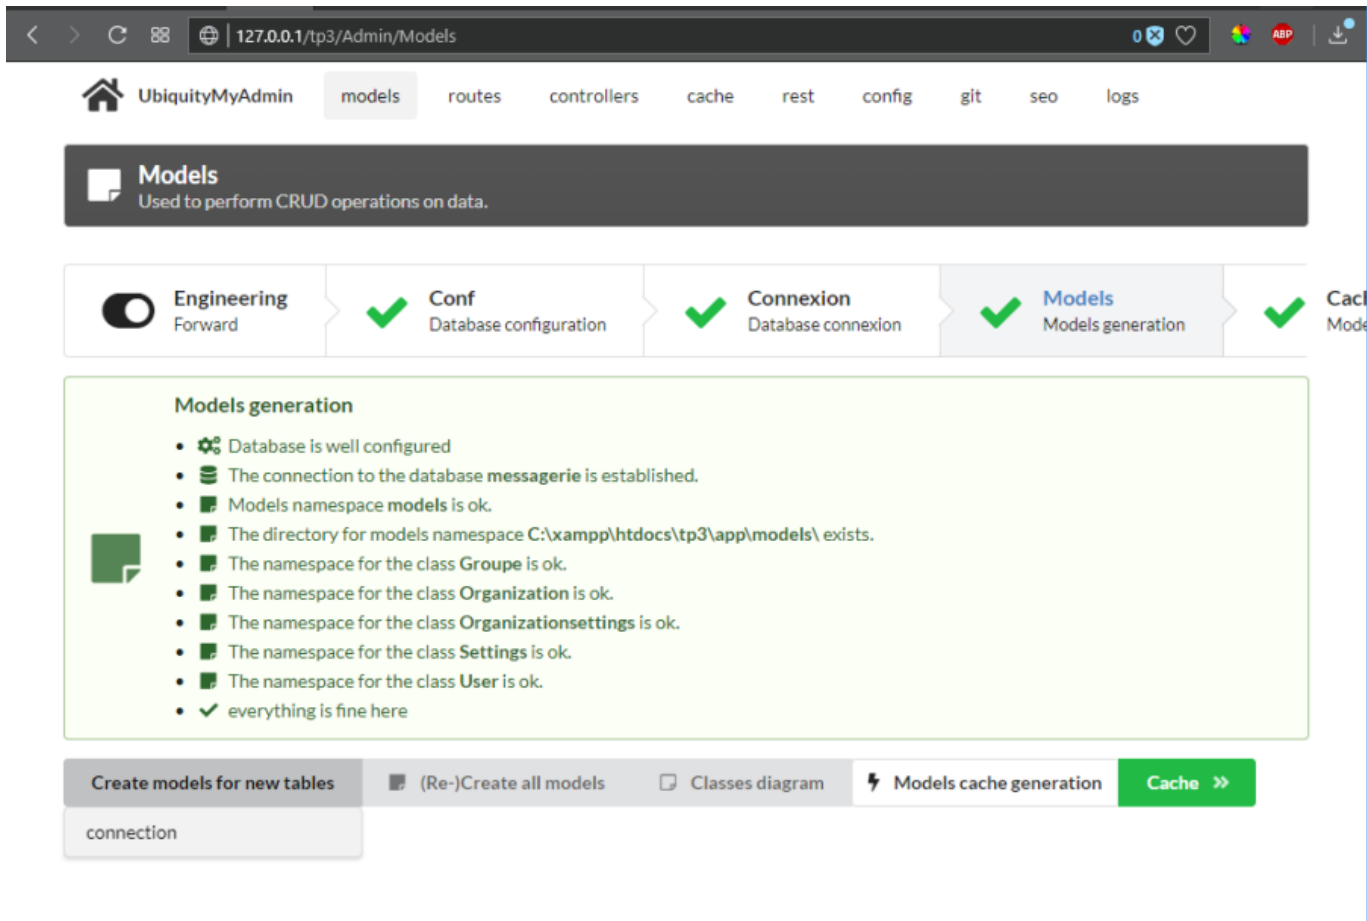 127.0.0.1/tp3/Admin/Models 0 ABP
UbiquityMyAdmin models routes controllers cache rest config git seo logs
Models
Used to perform CRUD operations on data.
Engineering Conf Connexion Models Cacl
Forward Database configuration Database connexion Models generation Mode
Models generation
Database is well configured
The connection to the database messagerie is established.
Models namespace models is ok.
The directory for models namespace C:\xampp\htdocs\tp3\app\models\ exists.
The namespace for the class Groupe is ok.
The namespace for the class Organization is ok.
The namespace for the class Organizationsettings is ok.
The namespace for the class Settings is ok.
The namespace for the class User is ok.
everything is fine here
Create models for new tables (Re-)Create all models Classes diagram Models cache generation Cache
connection